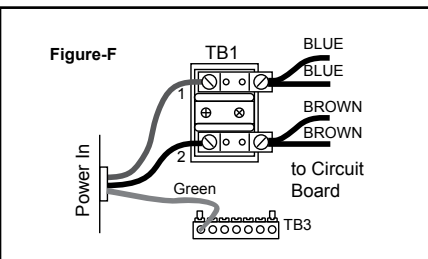 Figure-F
TB1
BLUE
BLUE
BROWN
BROWN
1
2
to Circuit
Board
Power In
Green
TB3